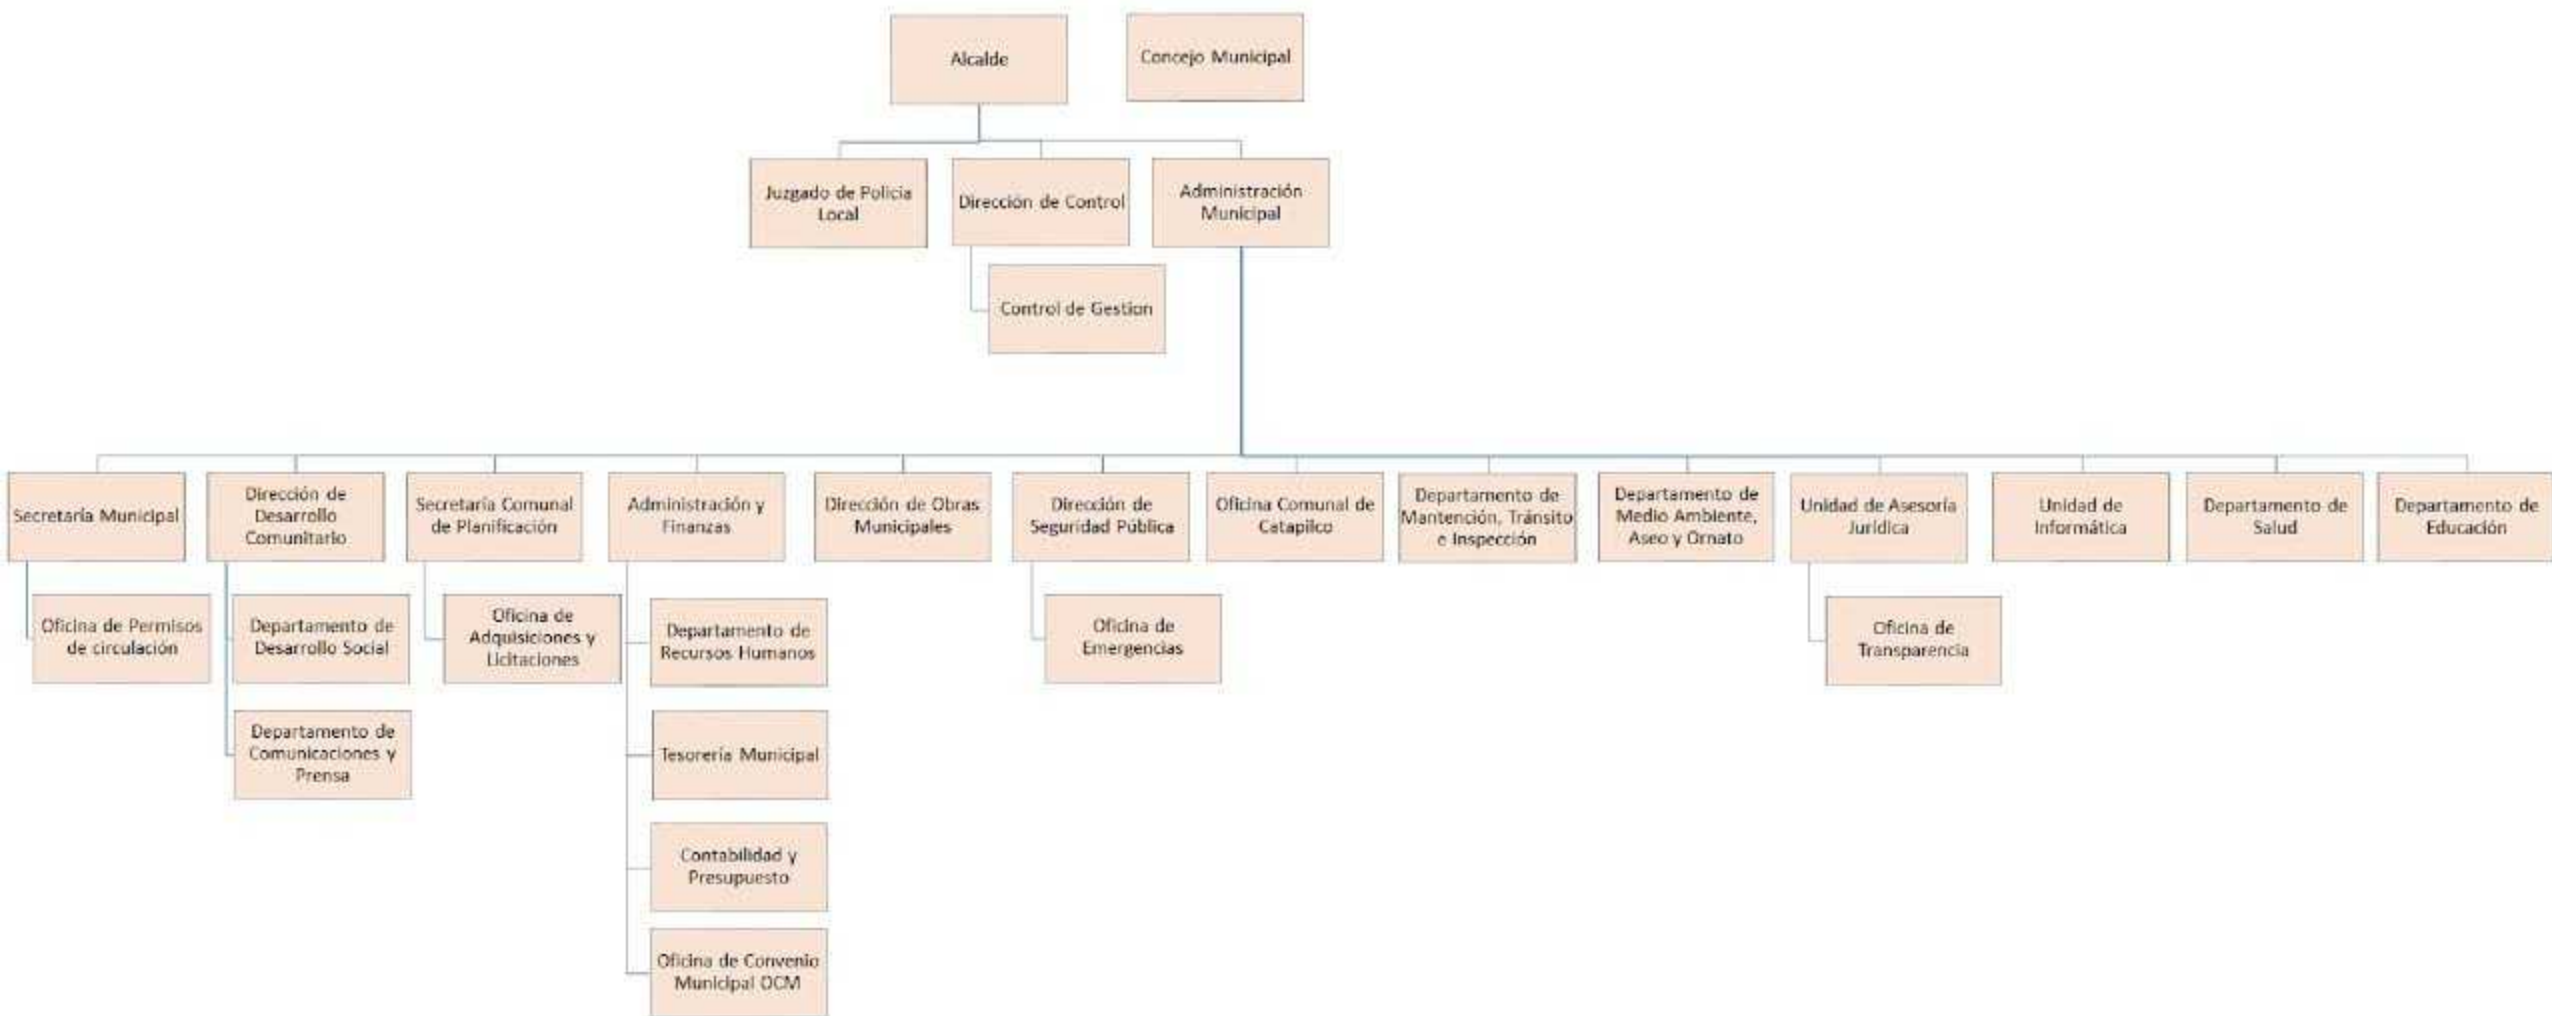 Alcalde
Concejo Municipal
Juzgado de Policía
Local
Dirección de Control
Administración
Municipal
Control de Gestion
Secretaría Municipal
Dirección de
Desarrollo
Comunitario
Secretaría Comunal
de Planificación
Administración y
Finanzas
Dirección de Obras
Municipales
Dirección de
Seguridad Pública
Oficina Comunal de
Catapilco
Departamento de
Mantención, Tránsito
e Inspección
Departamento de
Medio Ambiente,
Aseo y Ornato
Unidad de Asesoría
Jurídica
Unidad de
Informática
Departamento de
Salud
Departamento de
Educación
Oficina de Permisos
de circulación
Departamento de
Desarrollo Social
Oficina de
Adquisiciones y
Licitaciones
Departamento de
Recursos Humanos
Oficina de
Emergencias
Oficina de
Transparencia
Departamento de
Comunicaciones y
Prensa
Tesorería Municipal
Contabilidad y
Presupuesto
Oficina de Convenio
Municipal OCM